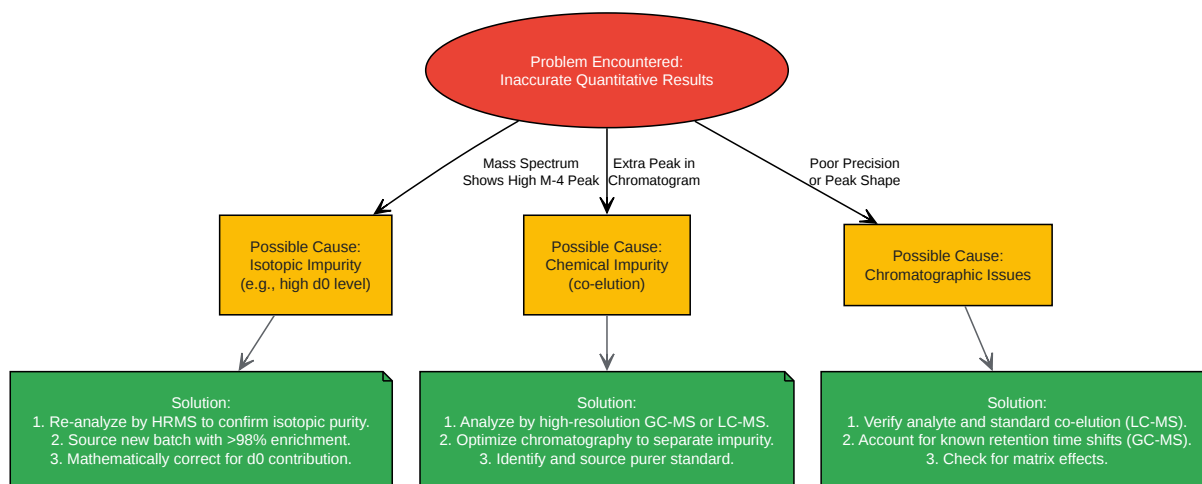 Problem Encountered:
Inaccurate Quantitative Results
Mass Spectrum
Shows High M-4 Peak
Extra Peak in
Chromatogram
Poor Precision
or Peak Shape
Possible Cause:
Isotopic Impurity
(e.g., high d0 level)
Possible Cause:
Chemical Impurity
(co-elution)
Possible Cause:
Chromatographic Issues
Solution:
1. Re-analyze by HRMS to confirm isotopic purity.
2. Source new batch with >98% enrichment.
3. Mathematically correct for d0 contribution.
Solution:
1. Analyze by high-resolution GC-MS or LC-MS.
2. Optimize chromatography to separate impurity.
3. Identify and source purer standard.
Solution:
1. Verify analyte and standard co-elution (LC-MS).
2. Account for known retention time shifts (GC-MS).
3. Check for matrix effects.